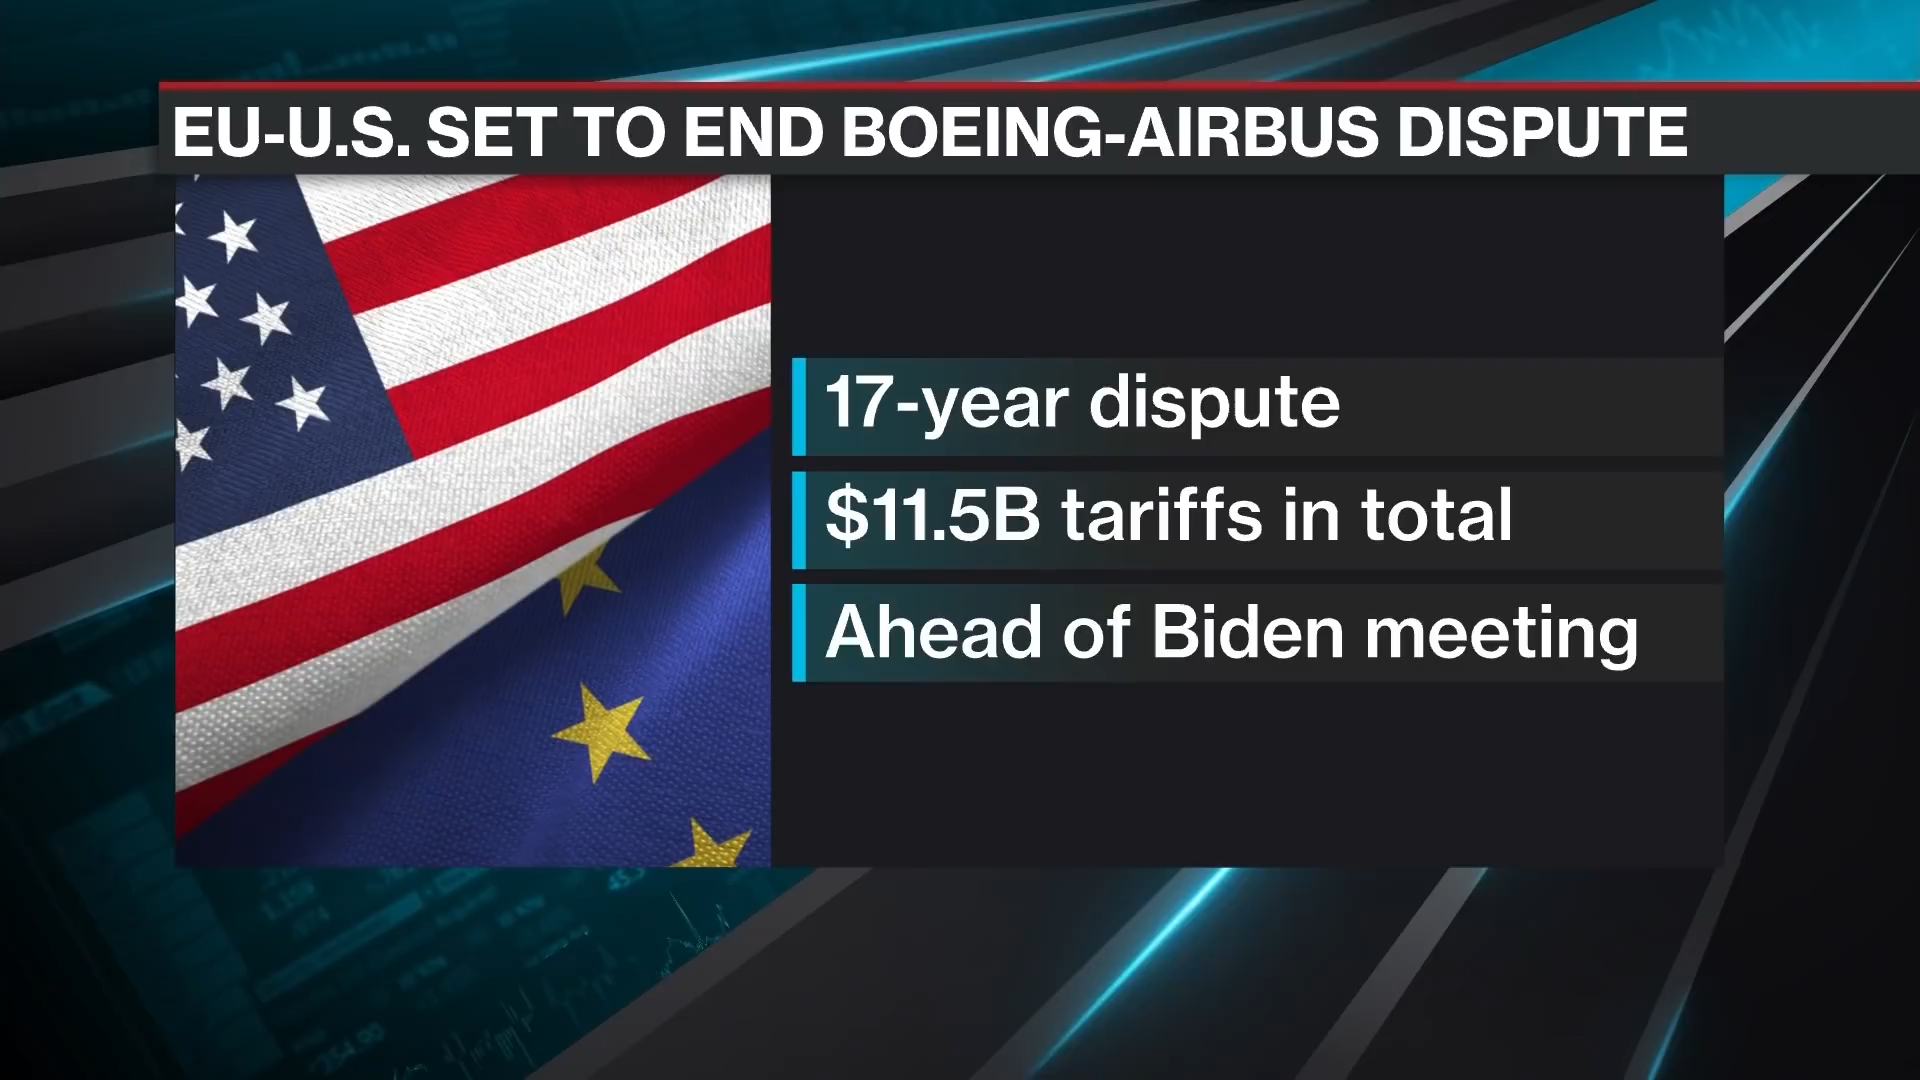 EU-U.S. SET TO END BOEING-AIRBUS DISPUTE
17-year dispute
$11.5B tariffs in total
Ahead of Biden meeting